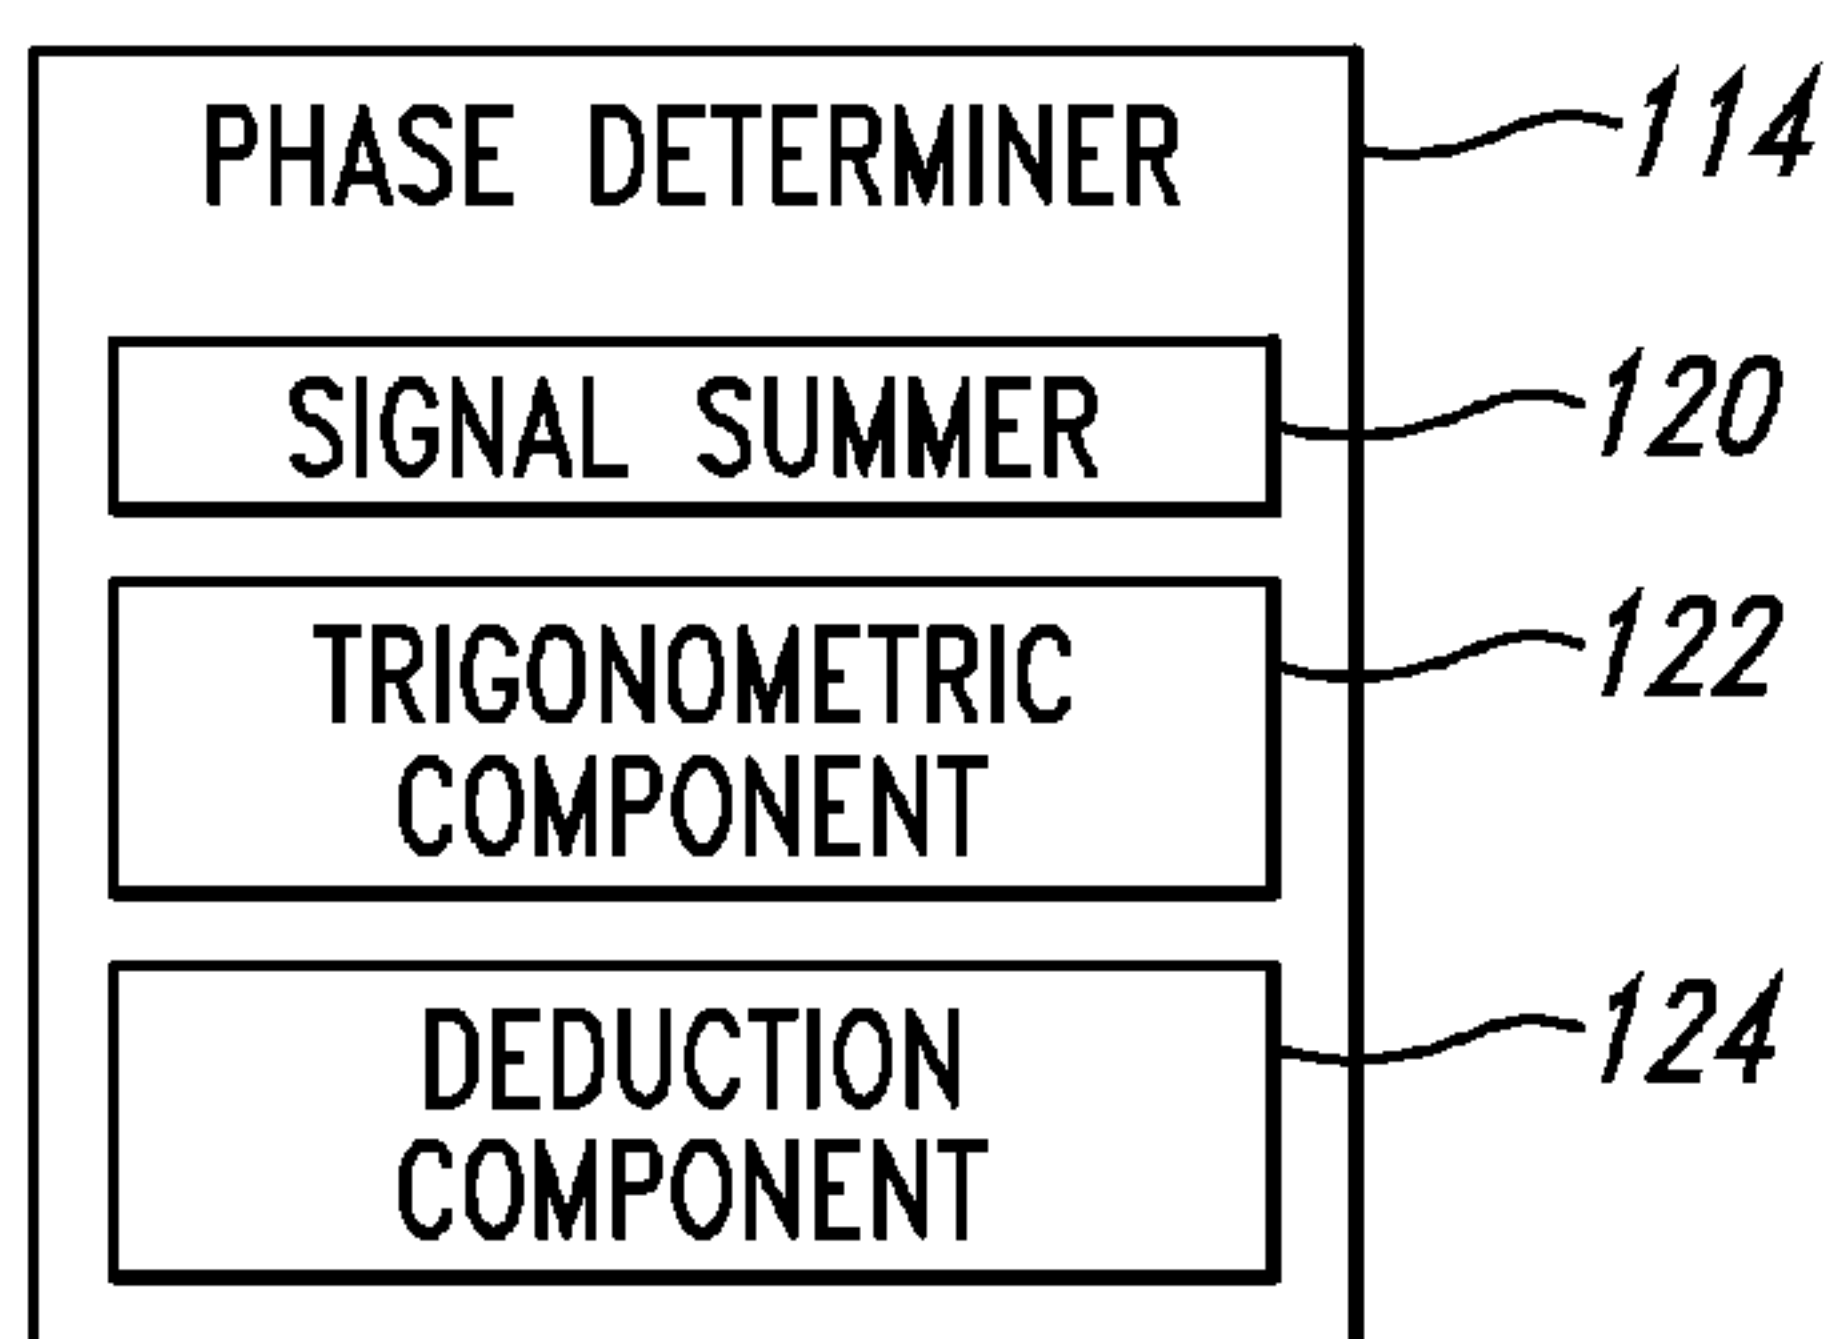 PHASE DETERMINER 114
SIGNAL SUMMER 120
TRIGONOMETRIC 122
COMPONENT
DEDUCTION 124
COMPONENT